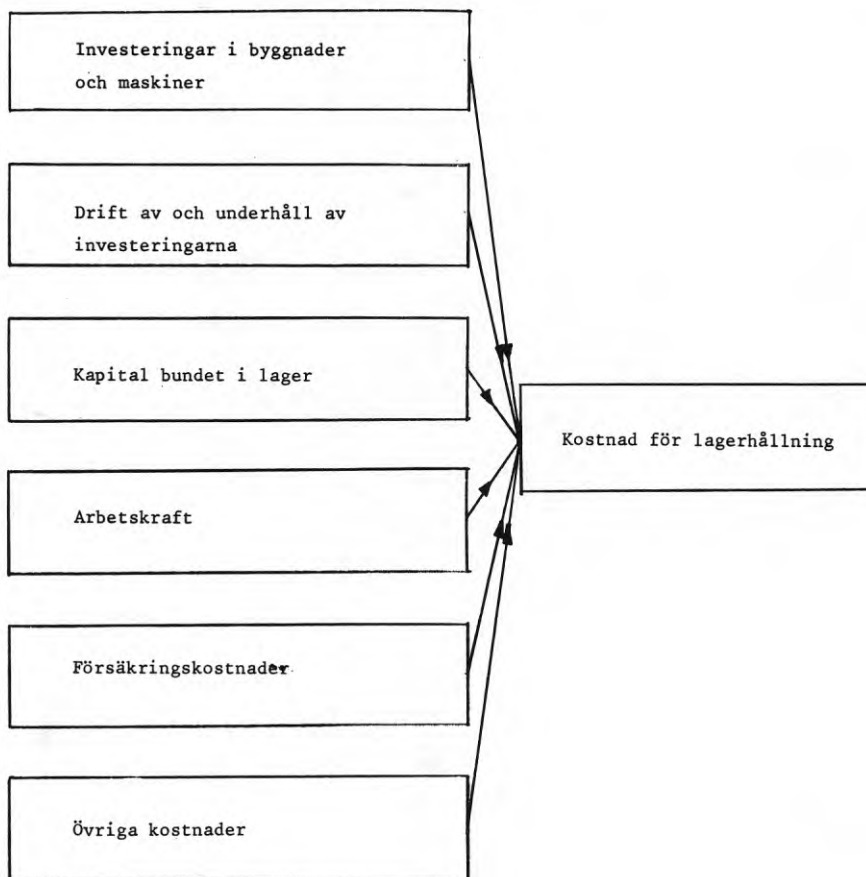 Investeringar i byggnader
och maskiner
Drift av och underhåll av
investeringarna
Kapital bundet i lager
Kostnad för lagerhållning
Arbetskraft
Försäkringskostnader
Övriga kostnader